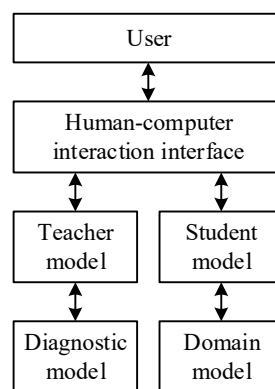 User
Human-computer
interaction interface
Teacher
model
Student
model
Diagnostic
model
Domain
model